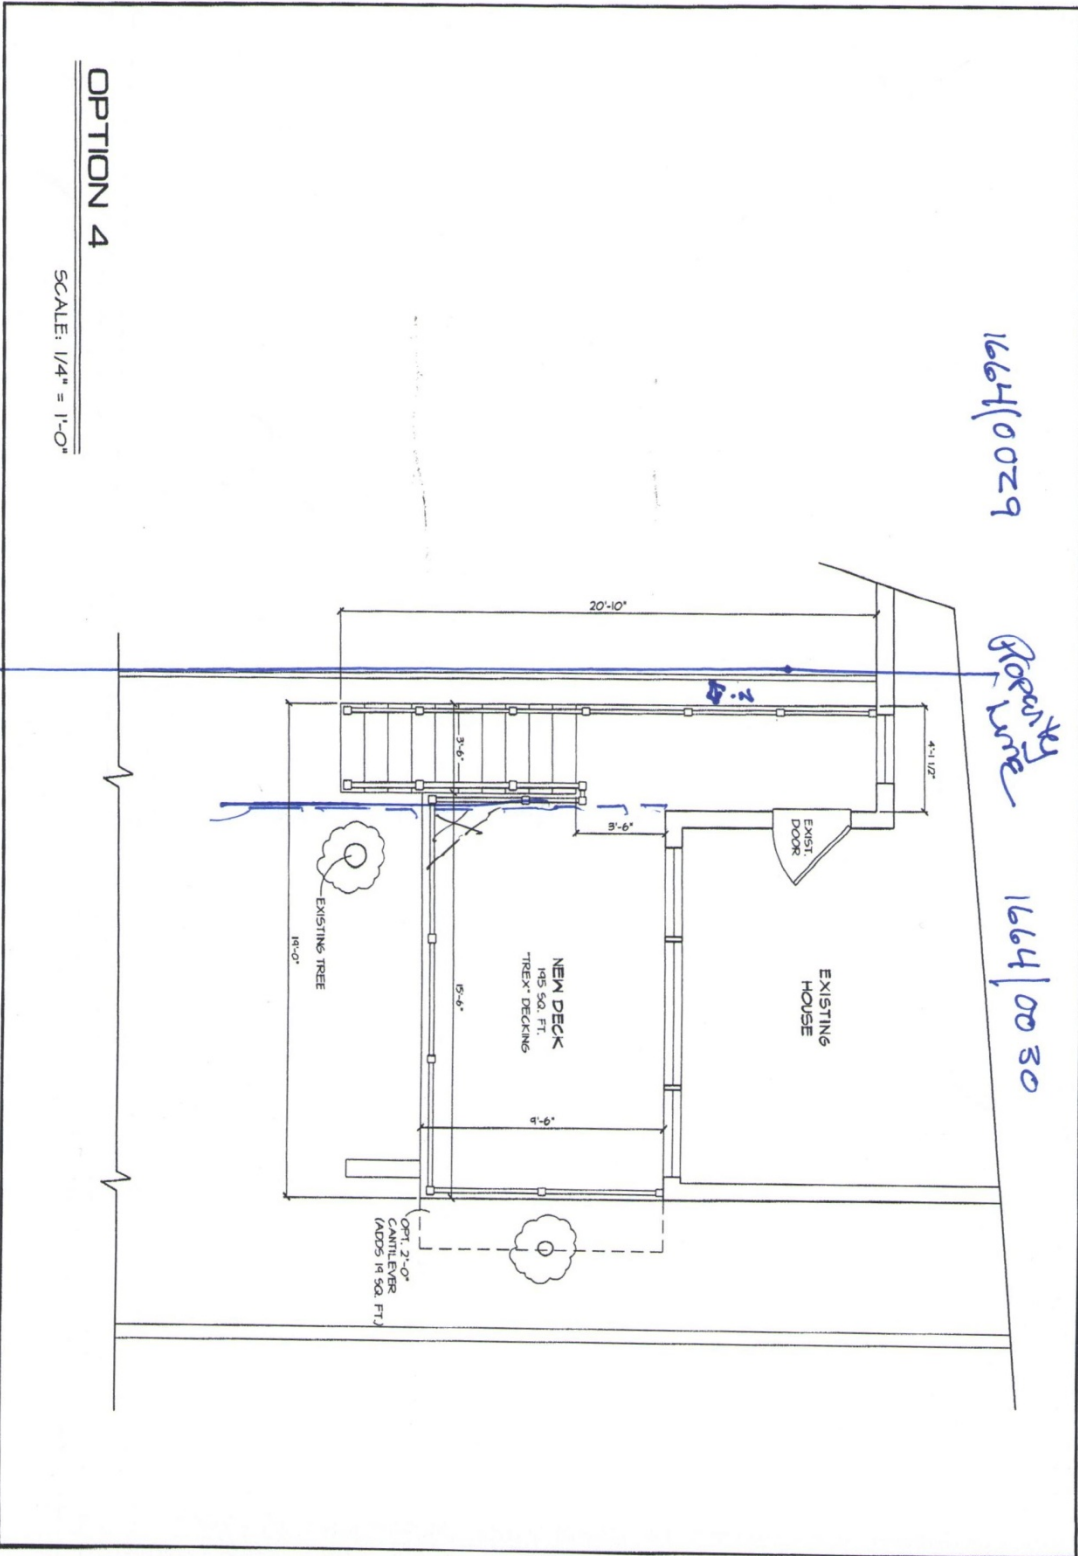 1664/0029
Property
Line
1664/0030
20'-10"
4'-1 1/2"
EXIST.
DOOR
EXISTING
HOUSE
3'-6"
3'-6"
NEW DECK
195 SQ. FT.
"TREX" DECKING
9'-6"
15'-6"
EXISTING TREE
19'-0"
OPT. 2'-0"
CANTILEVER
(ADDS 19 SQ. FT.)
OPTION 4
SCALE: 1/4" = 1'-0"